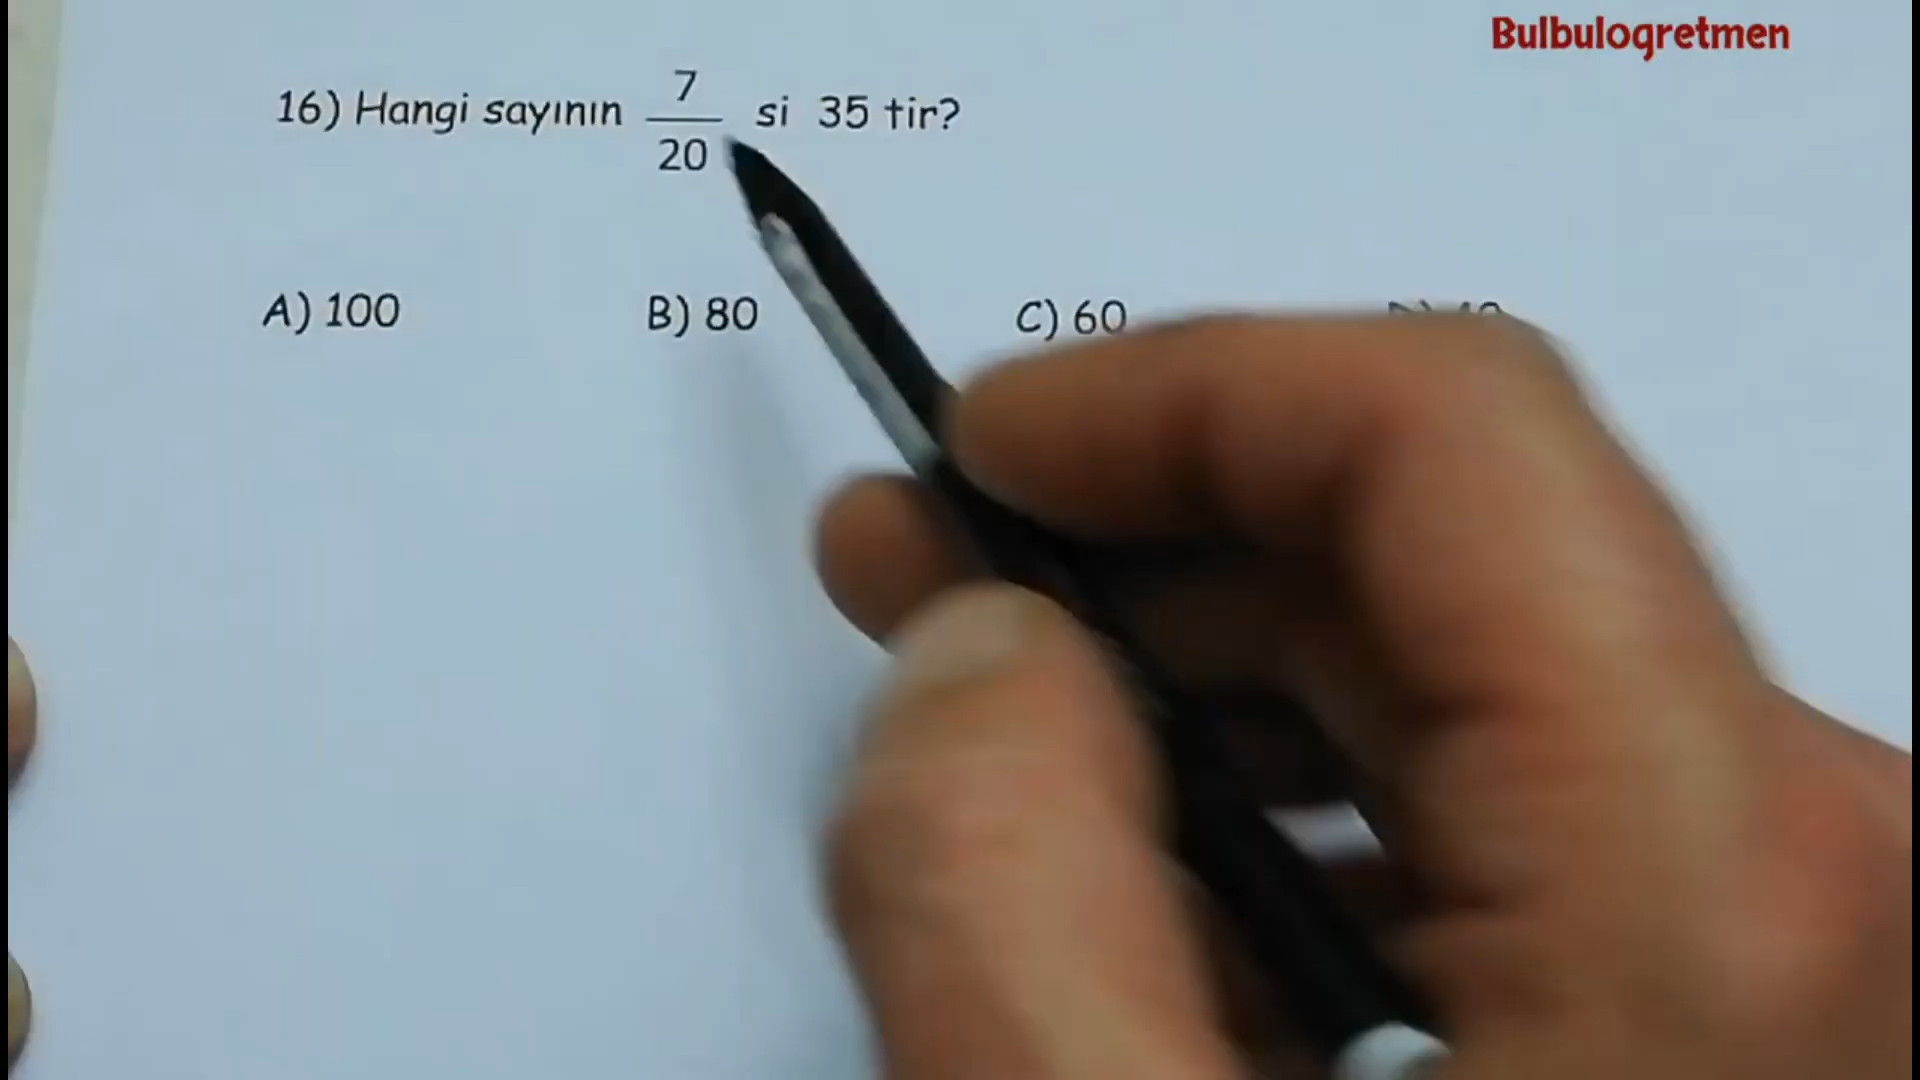 Bulbulogretmen
16) Hangi sayının 7/20 si 35 tir?
A) 100 B) 80 C) 60